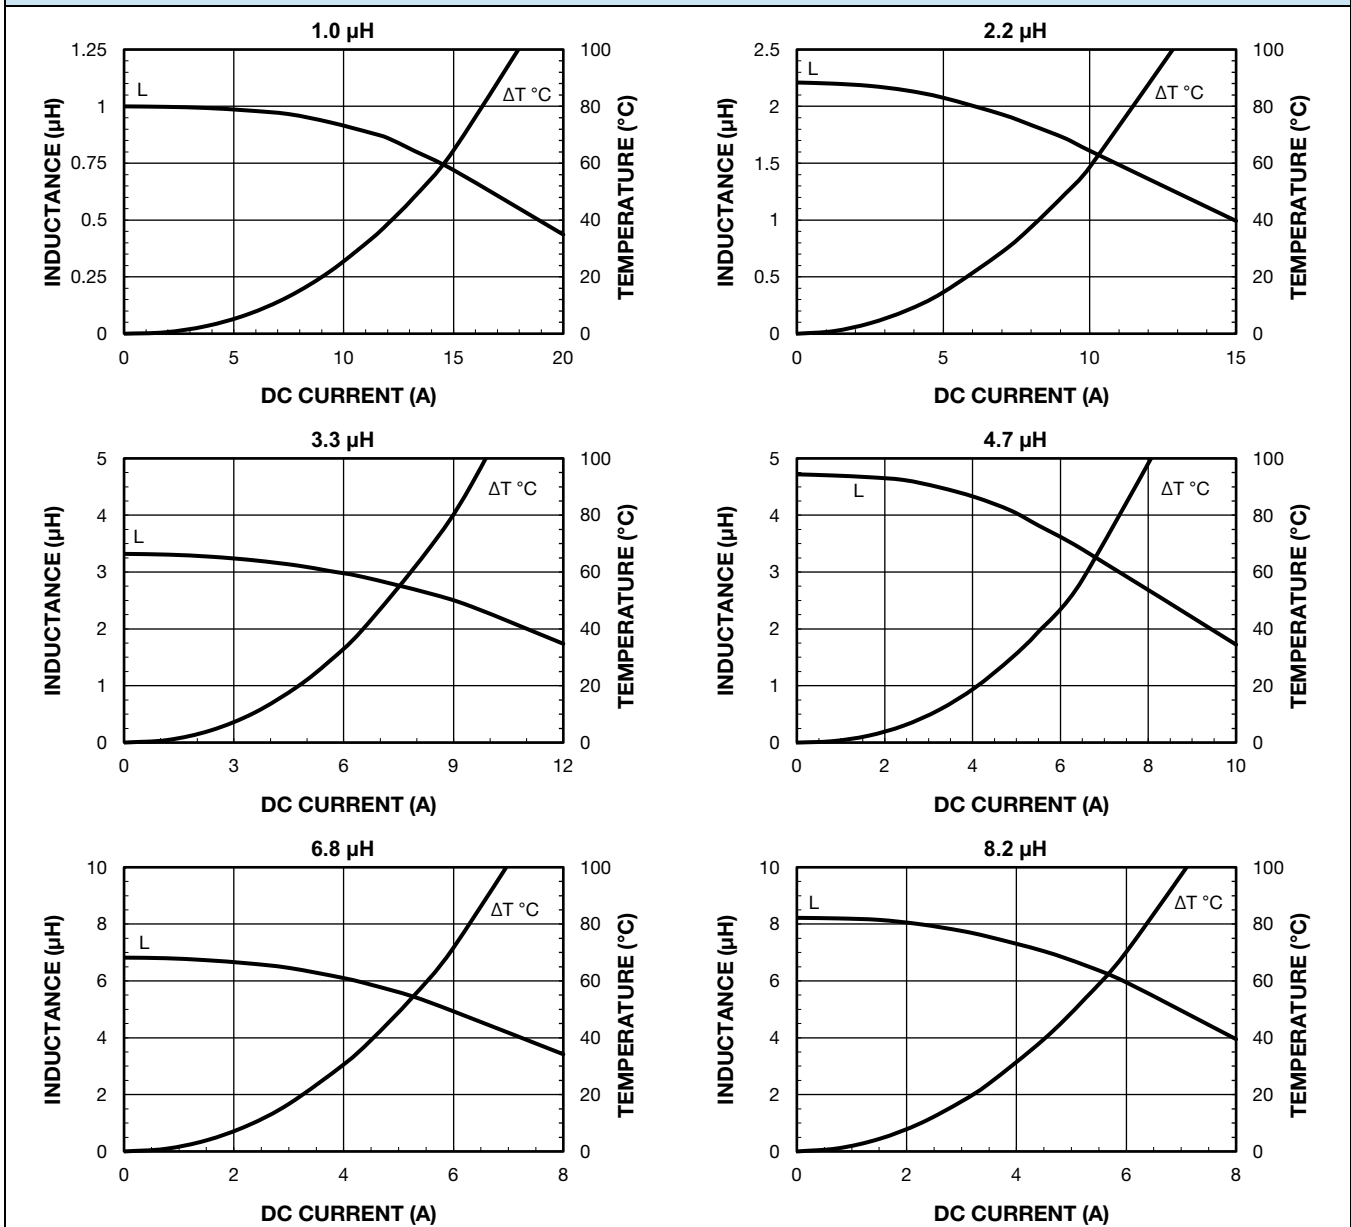 1.0 µH
1.25
1
0.75
0.5
0.25
0
100
80
60
40
20
0
L
ΔT °C
INDUCTANCE (µH)
TEMPERATURE (°C)
0 5 10 15 20
DC CURRENT (A)
2.2 µH
2.5
2
1.5
1
0.5
0
100
80
60
40
20
0
L
ΔT °C
INDUCTANCE (µH)
TEMPERATURE (°C)
0 5 10 15
DC CURRENT (A)
3.3 µH
5
4
3
2
1
0
100
80
60
40
20
0
L
ΔT °C
INDUCTANCE (µH)
TEMPERATURE (°C)
0 3 6 9 12
DC CURRENT (A)
4.7 µH
5
4
3
2
1
0
100
80
60
40
20
0
L
ΔT °C
INDUCTANCE (µH)
TEMPERATURE (°C)
0 2 4 6 8 10
DC CURRENT (A)
6.8 µH
10
8
6
4
2
0
100
80
60
40
20
0
L
ΔT °C
INDUCTANCE (µH)
TEMPERATURE (°C)
0 2 4 6 8
DC CURRENT (A)
8.2 µH
10
8
6
4
2
0
100
80
60
40
20
0
L
ΔT °C
INDUCTANCE (µH)
TEMPERATURE (°C)
0 2 4 6 8
DC CURRENT (A)